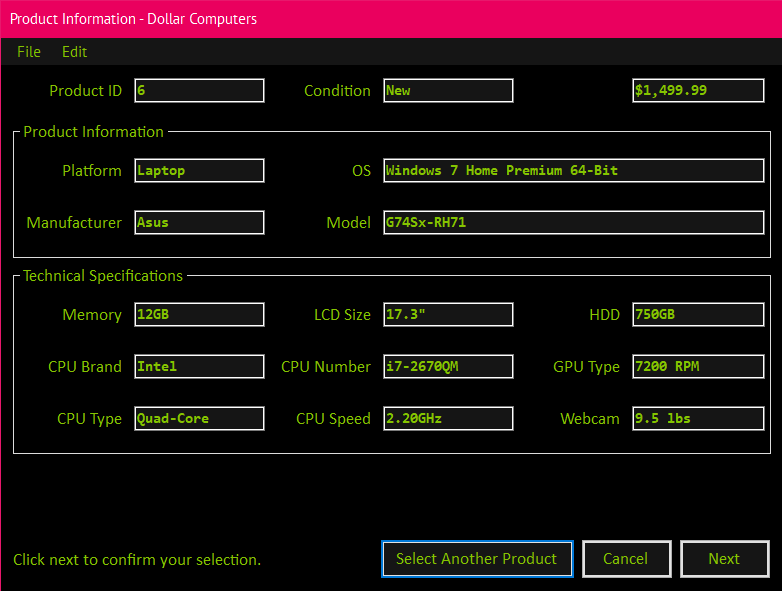 Product Information - Dollar Computers
File Edit
Product ID 6 Condition New $1,499.99
Product Information
Platform Laptop OS Windows 7 Home Premium 64-Bit
Manufacturer Asus Model G74Sx-RH71
Technical Specifications
Memory 12GB LCD Size 17.3" HDD 750GB
CPU Brand Intel CPU Number i7-2670QM GPU Type 7200 RPM
CPU Type Quad-Core CPU Speed 2.20GHz Webcam 9.5 lbs
Click next to confirm your selection. Select Another Product Cancel Next